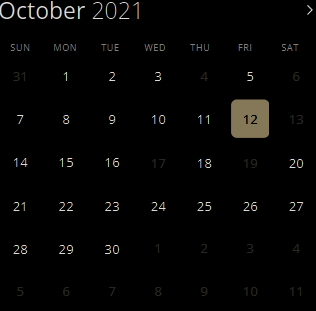 October 2021 >
SUN MON TUE WED THU FRI SAT
31 1 2 3 4 5 6
7 8 9 10 11 12 13
14 15 16 17 18 19 20
21 22 23 24 25 26 27
28 29 30 1 2 3 4
5 6 7 8 9 10 11